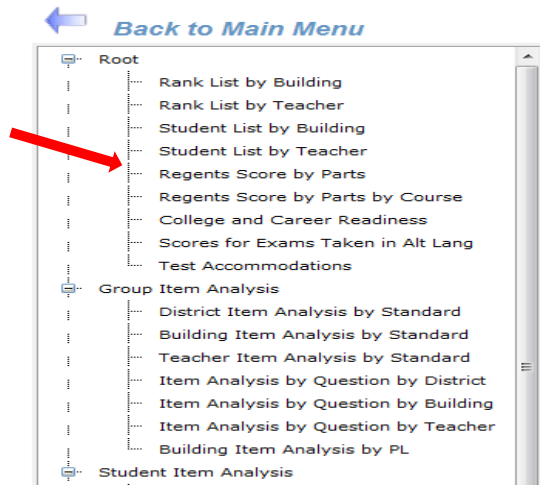 Back to Main Menu
Root
Rank List by Building
Rank List by Teacher
Student List by Building
Student List by Teacher
Regents Score by Parts
Regents Score by Parts by Course
College and Career Readiness
Scores for Exams Taken in Alt Lang
Test Accommodations
Group Item Analysis
District Item Analysis by Standard
Building Item Analysis by Standard
Teacher Item Analysis by Standard
Item Analysis by Question by District
Item Analysis by Question by Building
Item Analysis by Question by Teacher
Building Item Analysis by PL
Student Item Analysis